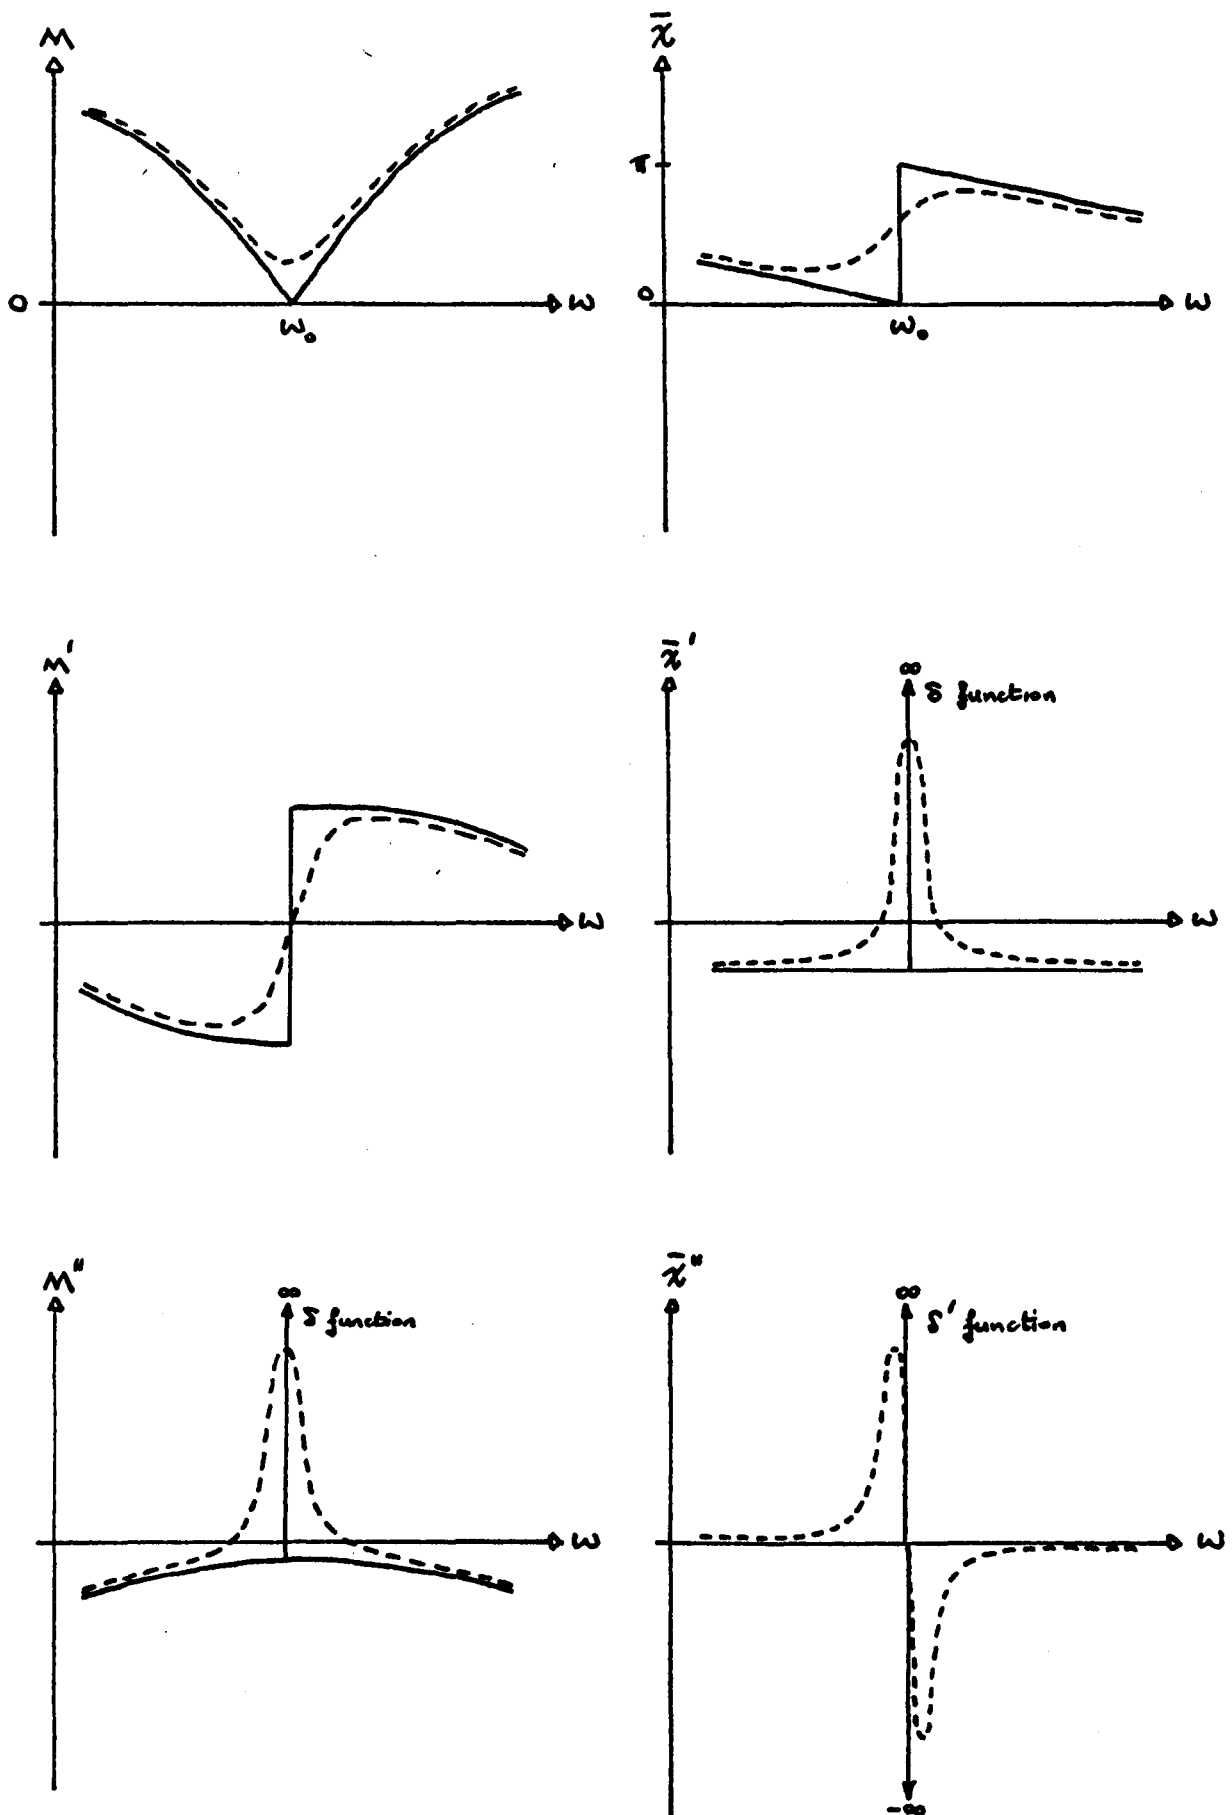 M
0
ω₀
ω
χ̄
π
0
ω₀
ω
M'
ω
χ̄'
∞
δ function
ω
M"
∞
δ function
ω
χ̄"
∞
δ' function
ω
-∞